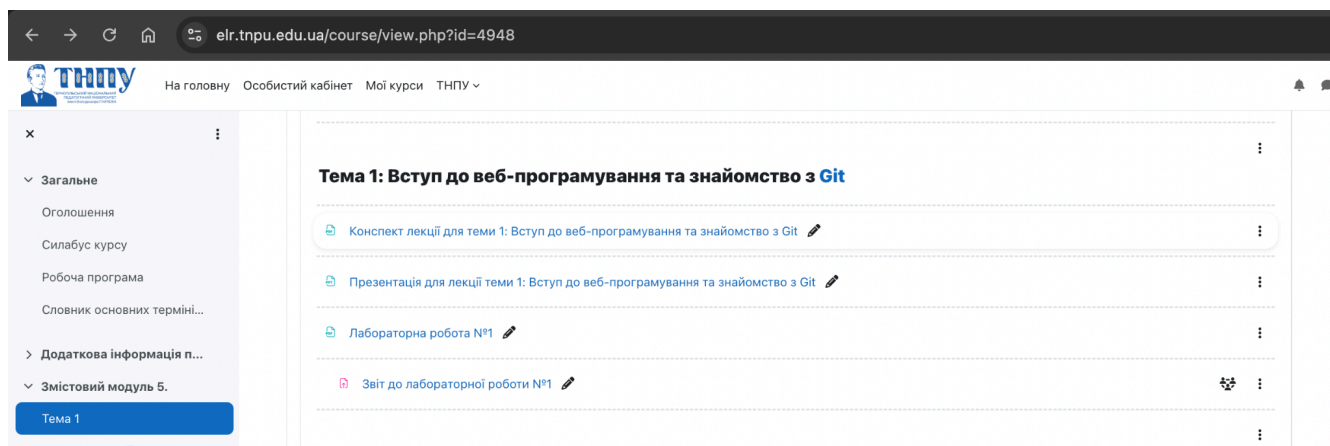 elr.tnpu.edu.ua/course/view.php?id=4948
ТНПУ
На головну Особистий кабінет Мої курси ТНПУ
Загальне
Оголошення
Силабус курсу
Робоча програма
Словник основних терміні...
Додаткова інформація п...
Змістовий модуль 5.
Тема 1
Тема 1: Вступ до веб-програмування та знайомство з Git
Конспект лекції для теми 1: Вступ до веб-програмування та знайомство з Git
Презентація для лекції теми 1: Вступ до веб-програмування та знайомство з Git
Лабораторна робота №1
Звіт до лабораторної роботи №1